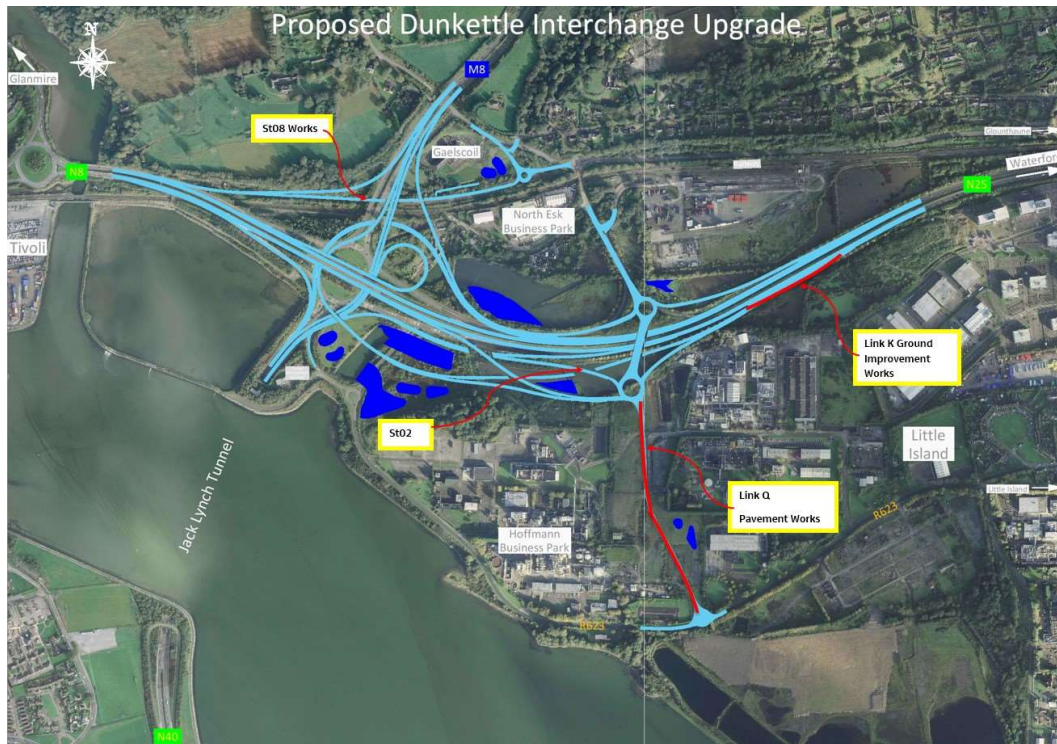 Proposed Dunkettle Interchange Upgrade
Glanmire
M8
St08 Works
Gaelscoil
Glounthaune
Waterford
N8
N25
North Esk
Business Park
Tivoli
Link K Ground
Improvement
Works
St02
Little
Island
Jack Lynch Tunnel
Link Q
Pavement Works
Little Island
R623
Hoffmann
Business Park
R623
N40